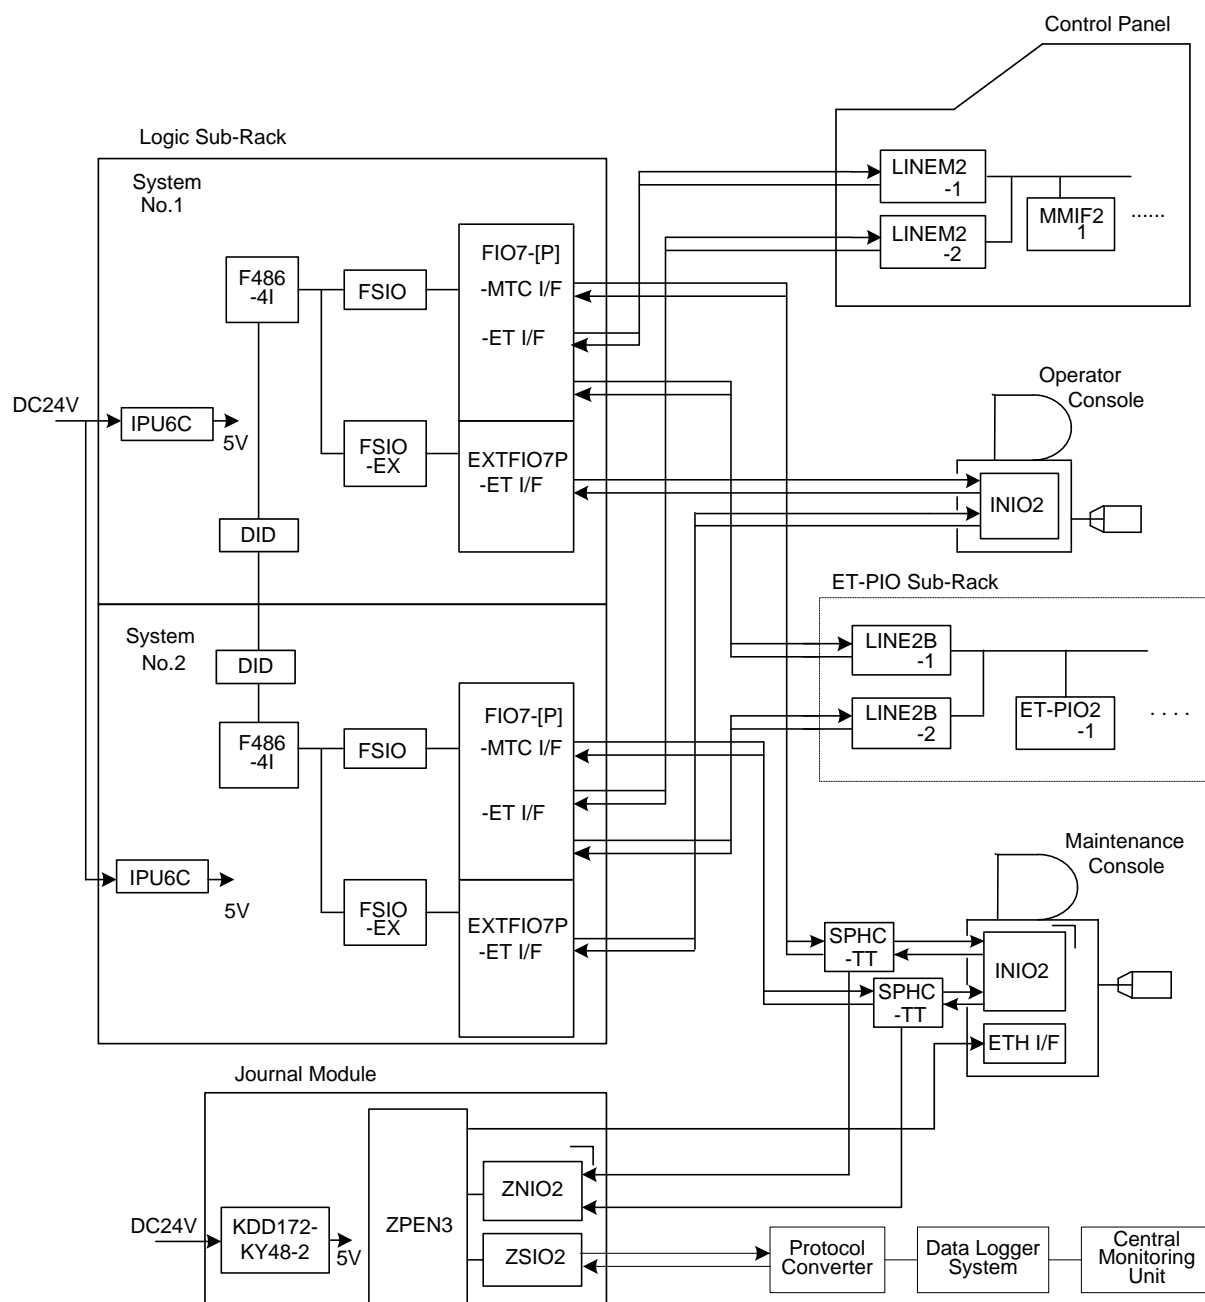 Control Panel
Logic Sub-Rack
System
No.1
LINEM2
-1
MMIF2
1
......
LINEM2
-2
F486
-4I
FSIO
FIO7-[P]
-MTC I/F
-ET I/F
Operator
Console
DC24V
IPU6C
5V
FSIO
-EX
EXTFIO7P
-ET I/F
INIO2
DID
ET-PIO Sub-Rack
System
No.2
DID
LINE2B
-1
LINE2B
-2
ET-PIO2
-1
. . . .
F486
-4I
FSIO
FIO7-[P]
-MTC I/F
-ET I/F
Maintenance
Console
IPU6C
5V
FSIO
-EX
EXTFIO7P
-ET I/F
SPHC
-TT
INIO2
SPHC
-TT
ETH I/F
Journal Module
ZNIO2
DC24V
KDD172-
KY48-2
5V
ZPEN3
ZSIO2
Protocol
Converter
Data Logger
System
Central
Monitoring
Unit